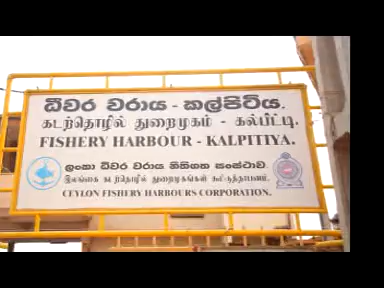 ධීවර වරාය - කල්පිටිය.
கடற்தொழில் துறைமுகம் - கல்பிட்டி.
FISHERY HARBOUR - KALPITIYA.
ලංකා ධීවර වරාය නීතිගත සංස්ථාව.
இலங்கை கடற்தொழில் துறைமுகங்கள் கூட்டுத்தாபனம்.
CEYLON FISHERY HARBOURS CORPORATION.